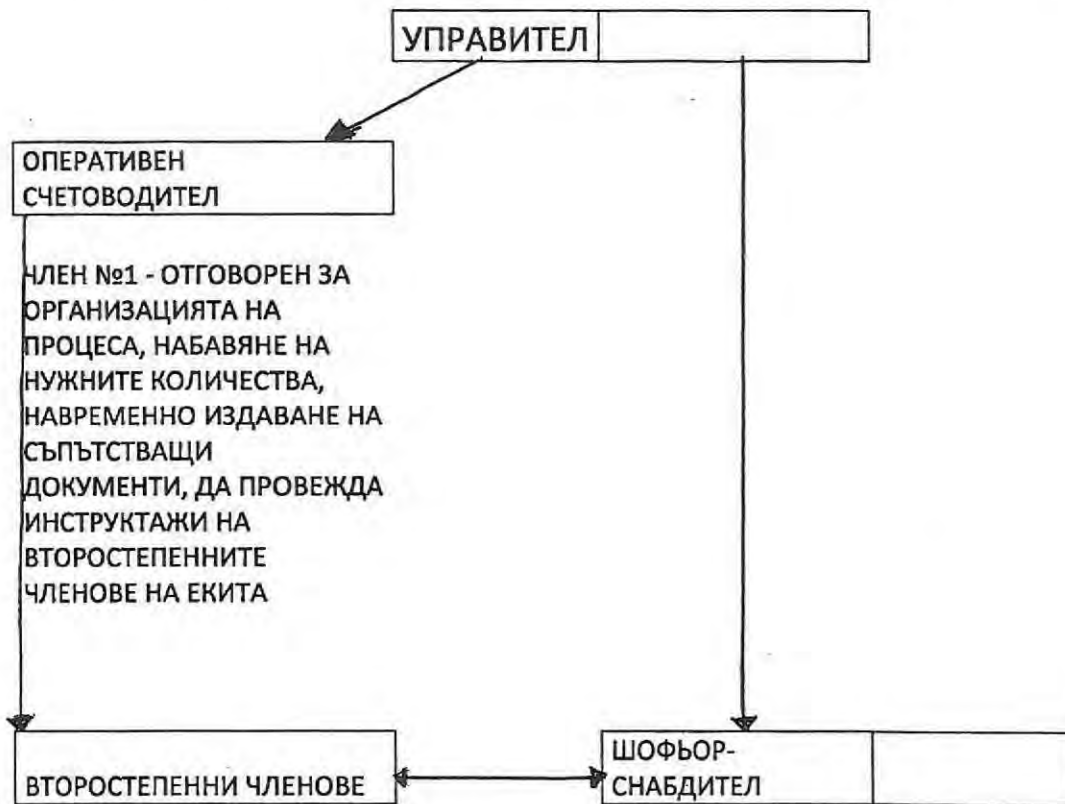 УПРАВИТЕЛ
ОПЕРАТИВЕН
СЧЕТОВОДИТЕЛ
ЧЛЕН №1 - ОТГОВОРЕН ЗА
ОРГАНИЗАЦИЯТА НА
ПРОЦЕСА, НАБАВЯНЕ НА
НУЖНИТЕ КОЛИЧЕСТВА,
НАВРЕМЕННО ИЗДАВАНЕ НА
СЪПЪТСТВАЩИ
ДОКУМЕНТИ, ДА ПРОВЕЖДА
ИНСТРУКТАЖИ НА
ВТОРОСТЕПЕННИТЕ
ЧЛЕНОВЕ НА ЕКИТА
ВТОРОСТЕПЕННИ ЧЛЕНОВЕ
ШОФЬОР-
СНАБДИТЕЛ